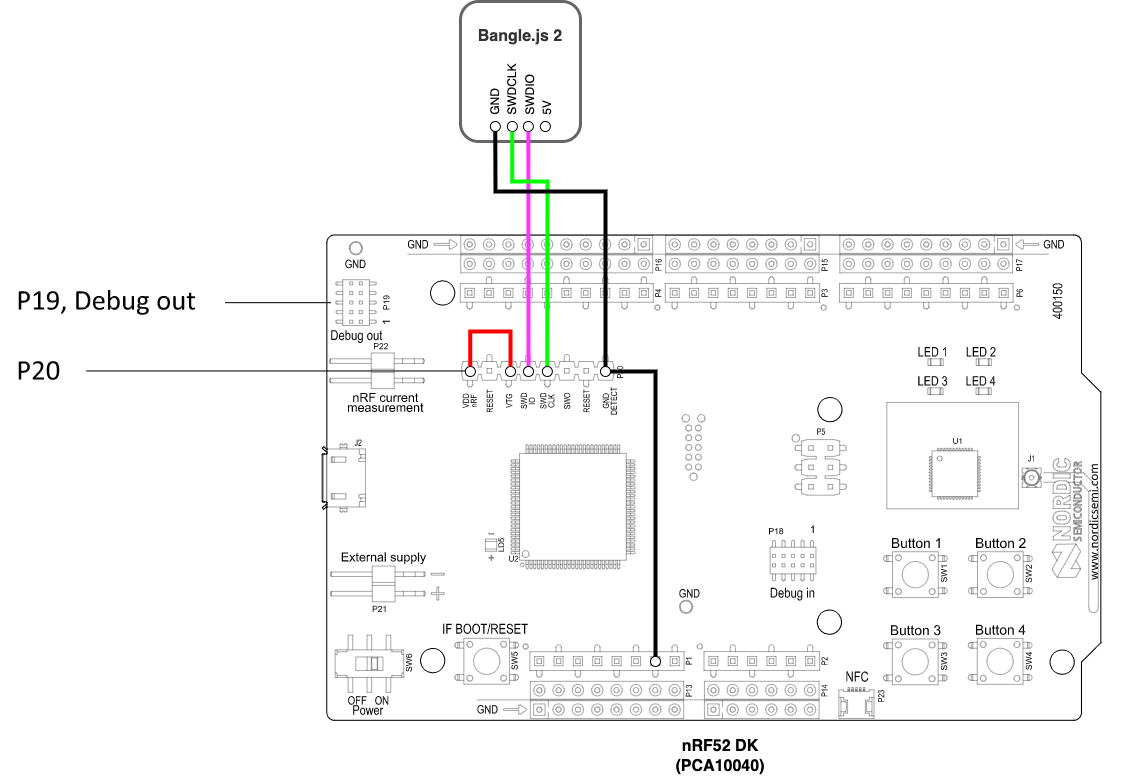 Bangle.js 2
GND
SWDCLK
SWDIO
5V
GND
GND
GND
P16
P15
P17
P19, Debug out
P19
1
P4
P3
P6
400150
Debug out
P22
P20
nRF current
measurement
VDD
nRF
RESET
VTG
SWD
IO
SWD
CLK
SWO
RESET
GND
DETECT
LED 1
LED 2
LED 3
LED 4
J2
P5
U1
J1
NORDIC
SEMICONDUCTOR
www.nordicsemi.com
-
LD5
+
U2
P18
1
Debug in
External supply
P21
Button 1
Button 2
SW1
SW2
GND
IF BOOT/RESET
SW5
SW6
OFF ON
Power
P1
P2
P13
P14
GND
Button 3
Button 4
SW3
SW4
NFC
P23
nRF52 DK
(PCA10040)